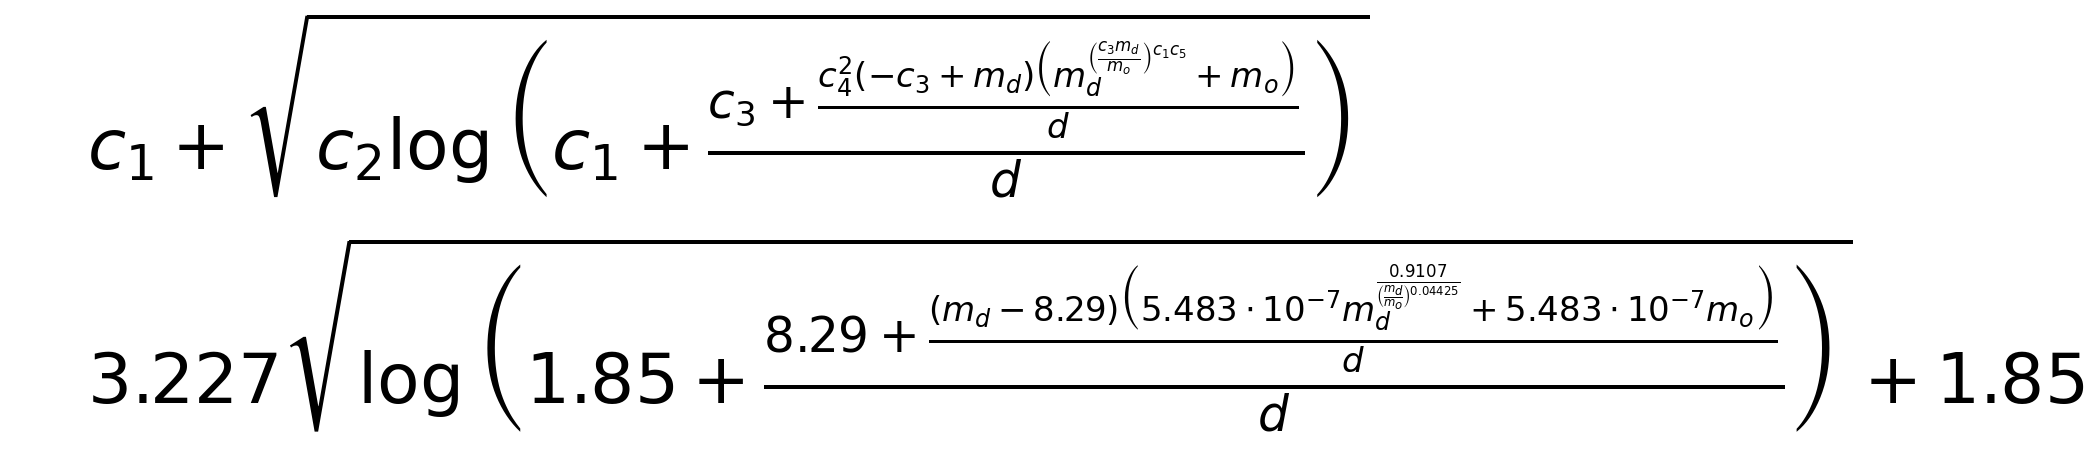 $c_1 + \sqrt{c_2 \log\left(c_1 + \frac{c_3 + \frac{c_4^2(-c_3 + m_d)\left(m_d^{\left(\frac{c_3 m_d}{m_o}\right)^{c_1 c_5}} + m_o\right)}{d}}{d}\right)}$
$3.227\sqrt{\log\left(1.85 + \frac{8.29 + \frac{(m_d - 8.29)\left(5.483 \cdot 10^{-7} m_d^{\frac{0.9107}{\left(\frac{m_d}{m_o}\right)^{0.04425}}} + 5.483 \cdot 10^{-7} m_o\right)}{d}}{d}\right)} + 1.85$